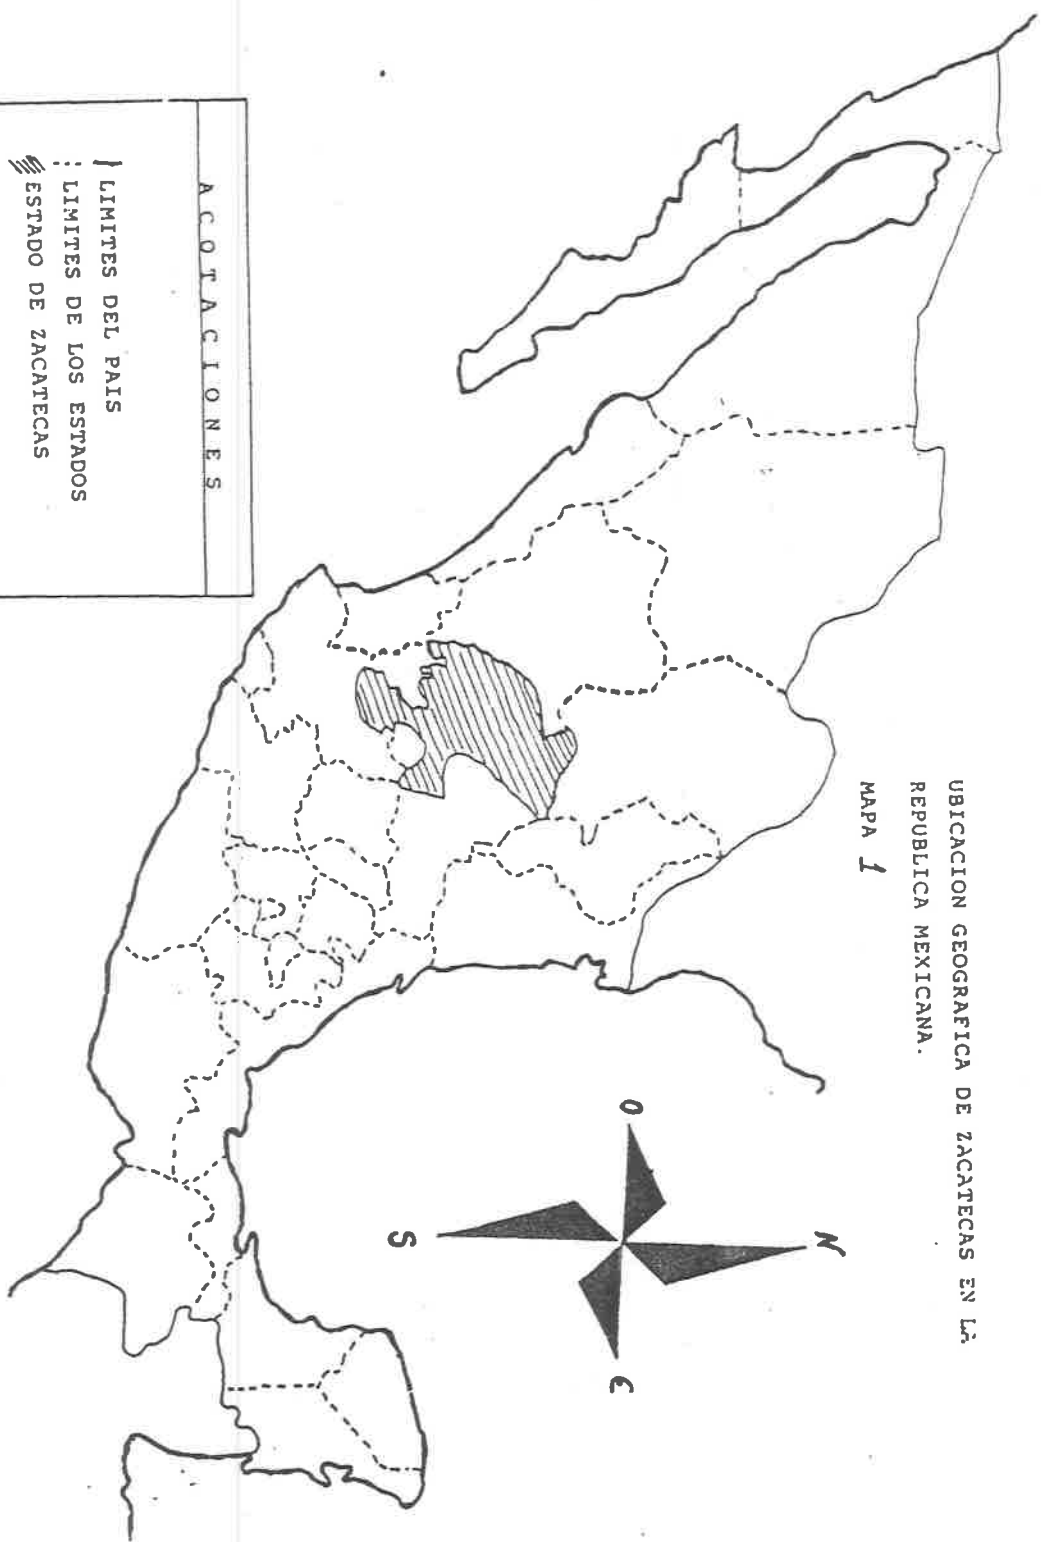 UBICACION GEOGRAFICA DE ZACATECAS EN LA
REPUBLICA MEXICANA.
MAPA 1
N
O
E
S
ACOTACIONES
LIMITES DEL PAIS
LIMITES DE LOS ESTADOS
ESTADO DE ZACATECAS